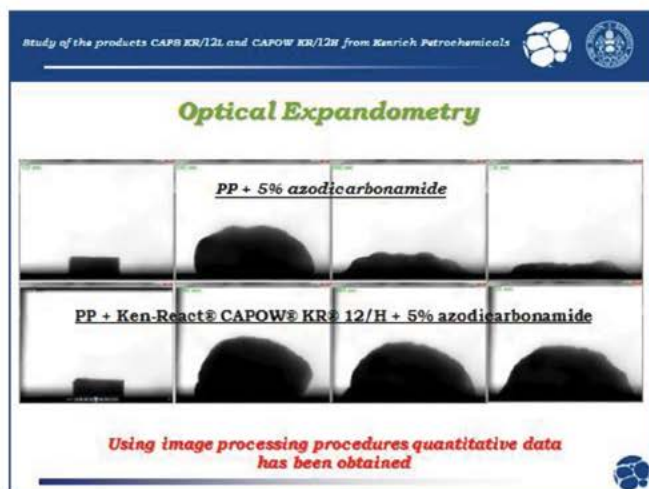 Study of the products CAPS KR/12L and CAPOW KR/12H from Kenrich Petrochemicals
Optical Expandometry
PP + 5% azodicarbonamide
PP + Ken-React® CAPOW® KR® 12/H + 5% azodicarbonamide
Using image processing procedures quantitative data
has been obtained